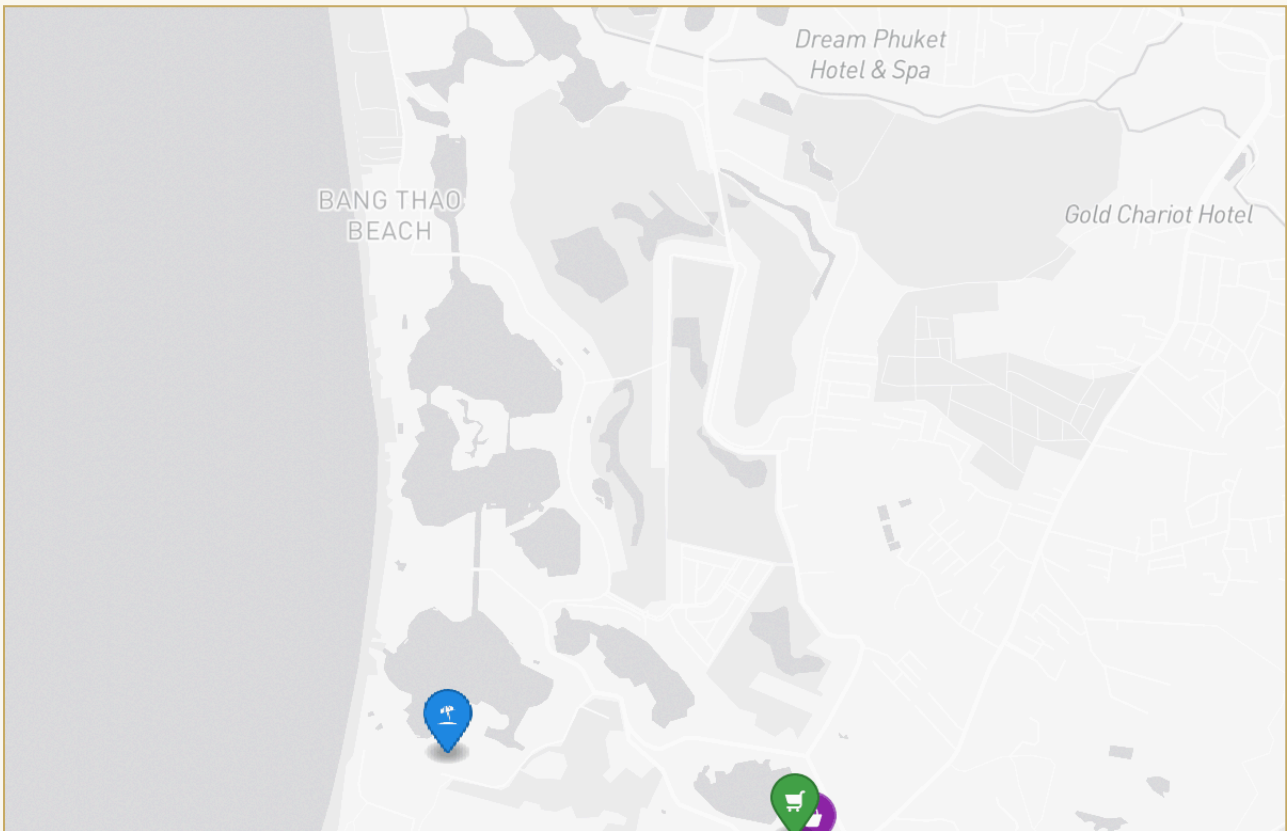 Dream Phuket
Hotel & Spa
BANG THAO
BEACH
Gold Chariot Hotel